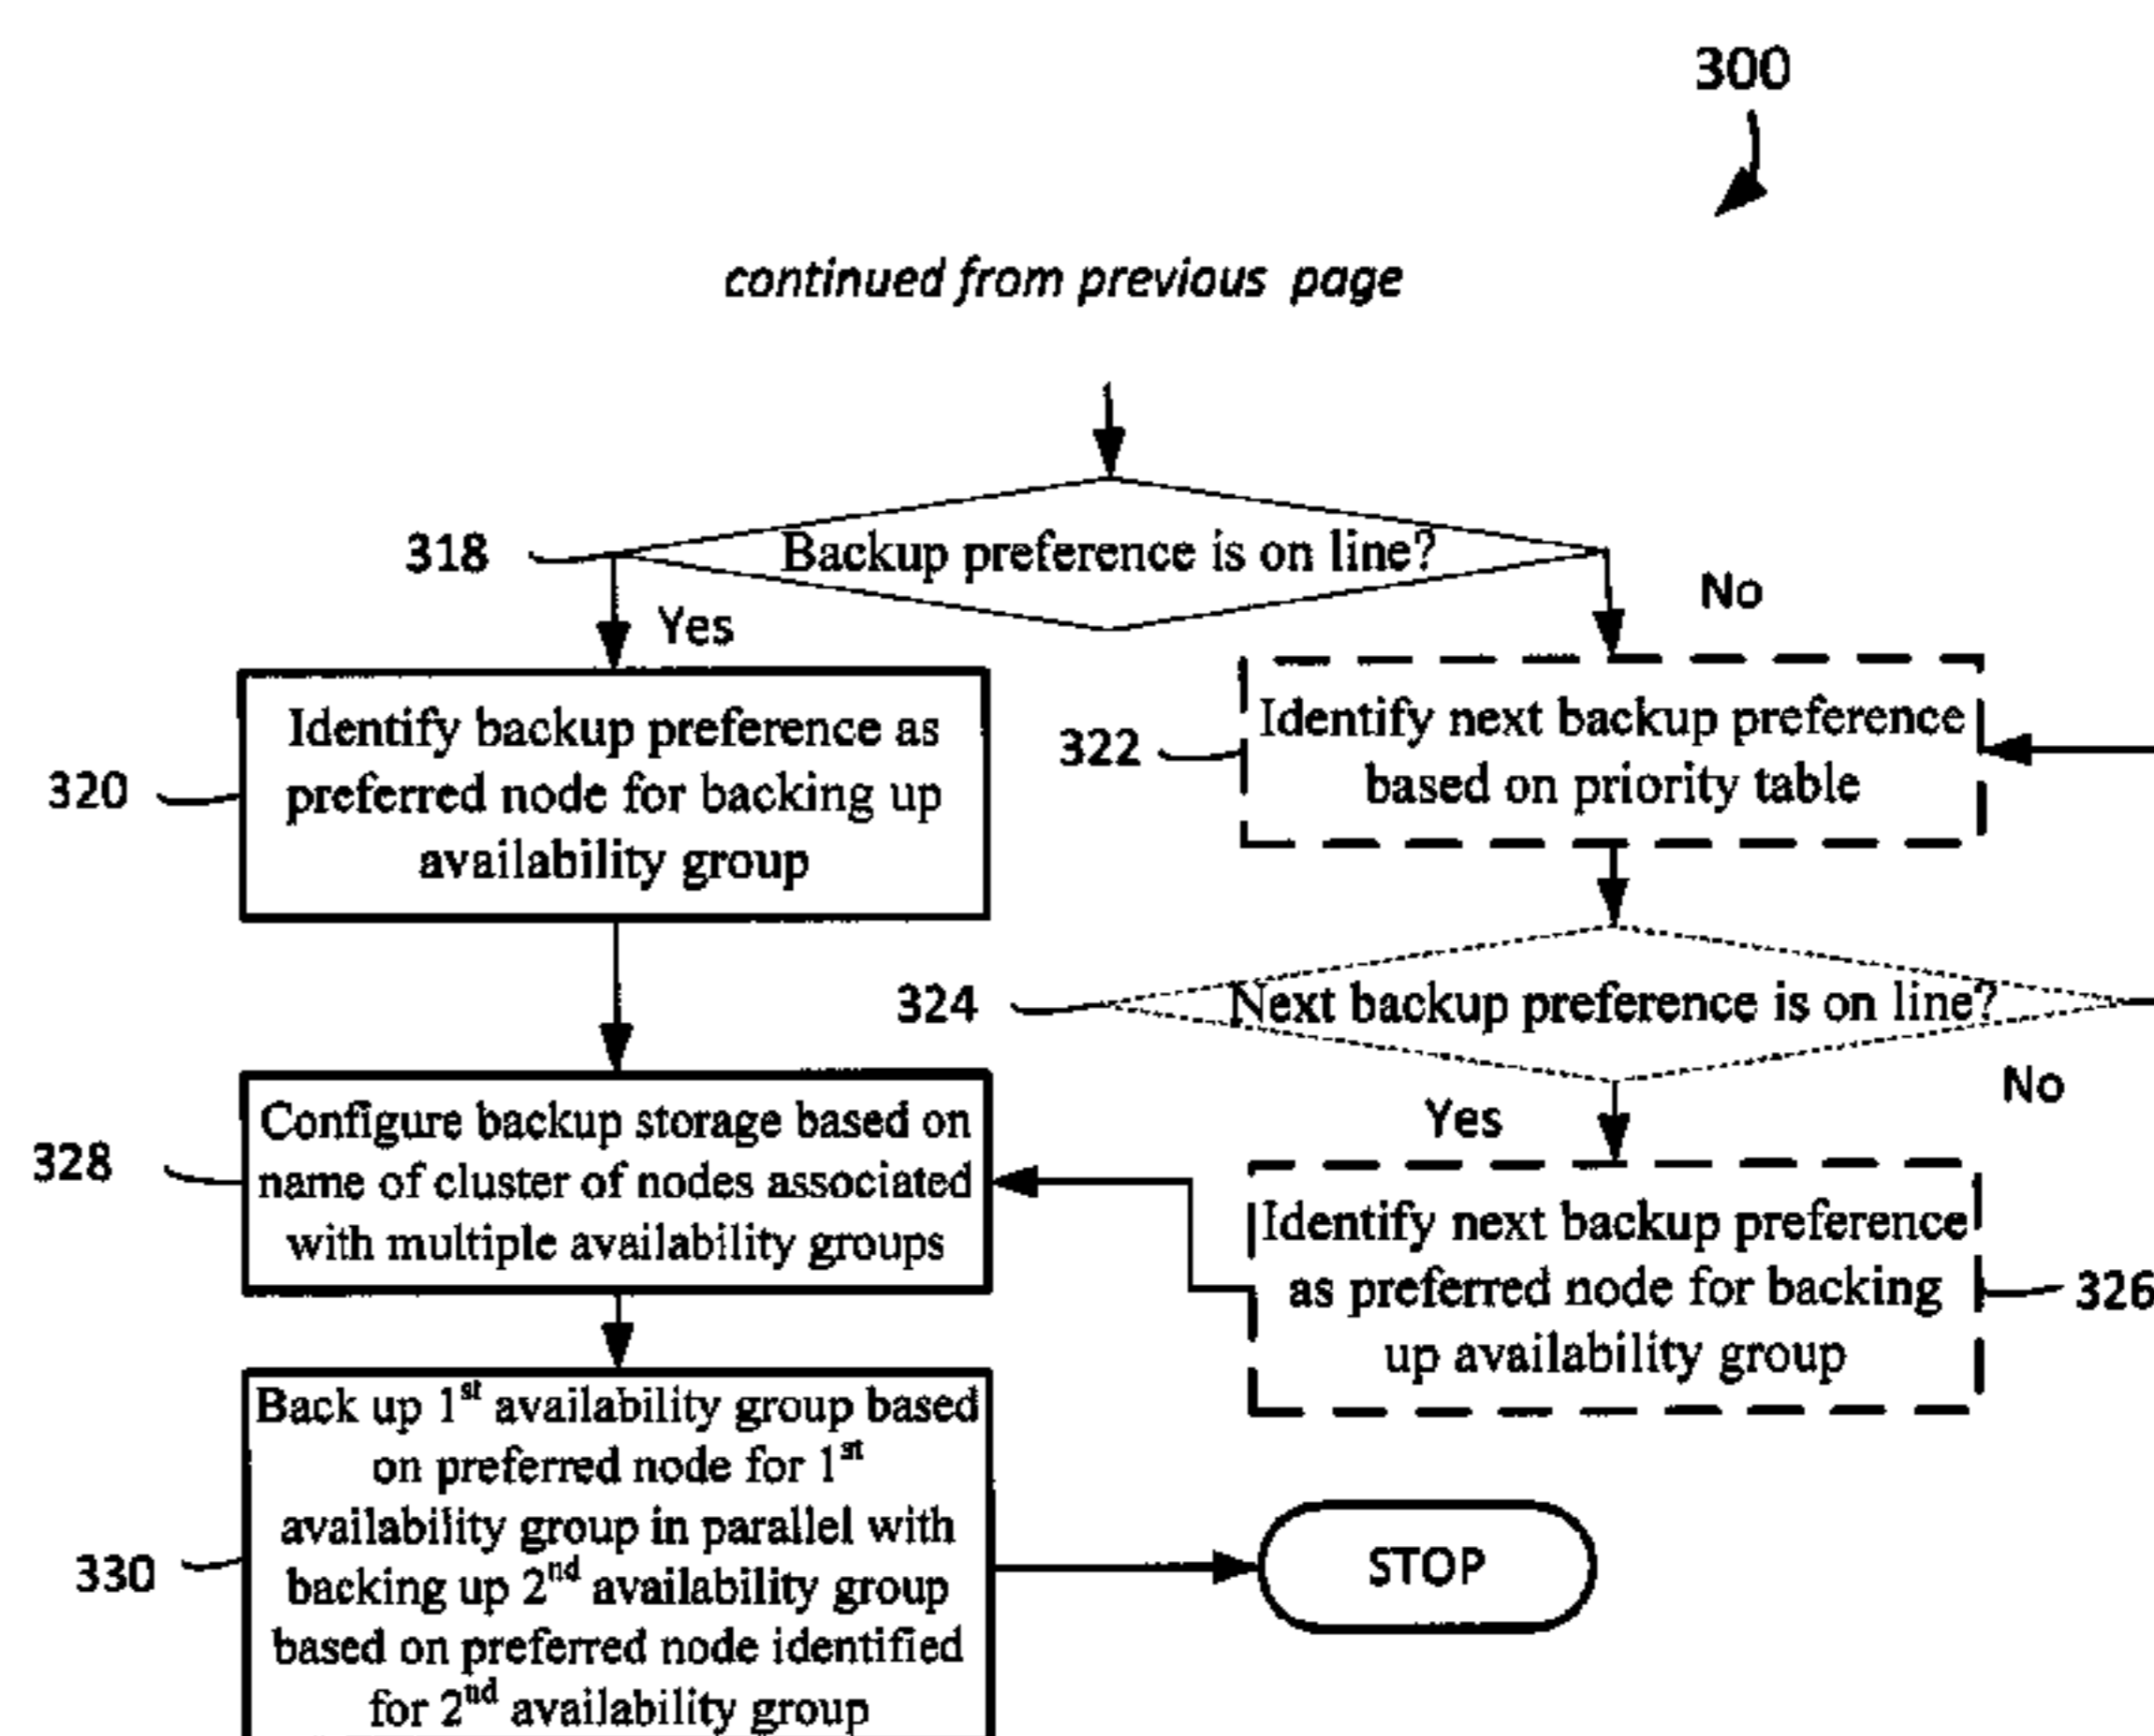 300
continued from previous page
318
Backup preference is on line?
Yes
No
320
Identify backup preference as
preferred node for backing up
availability group
322
Identify next backup preference
based on priority table
324
Next backup preference is on line?
Yes
No
328
Configure backup storage based on
name of cluster of nodes associated
with multiple availability groups
Identify next backup preference
as preferred node for backing
up availability group
326
330
Back up 1st availability group based
on preferred node for 1st
availability group in parallel with
backing up 2nd availability group
based on preferred node identified
for 2nd availability group
STOP